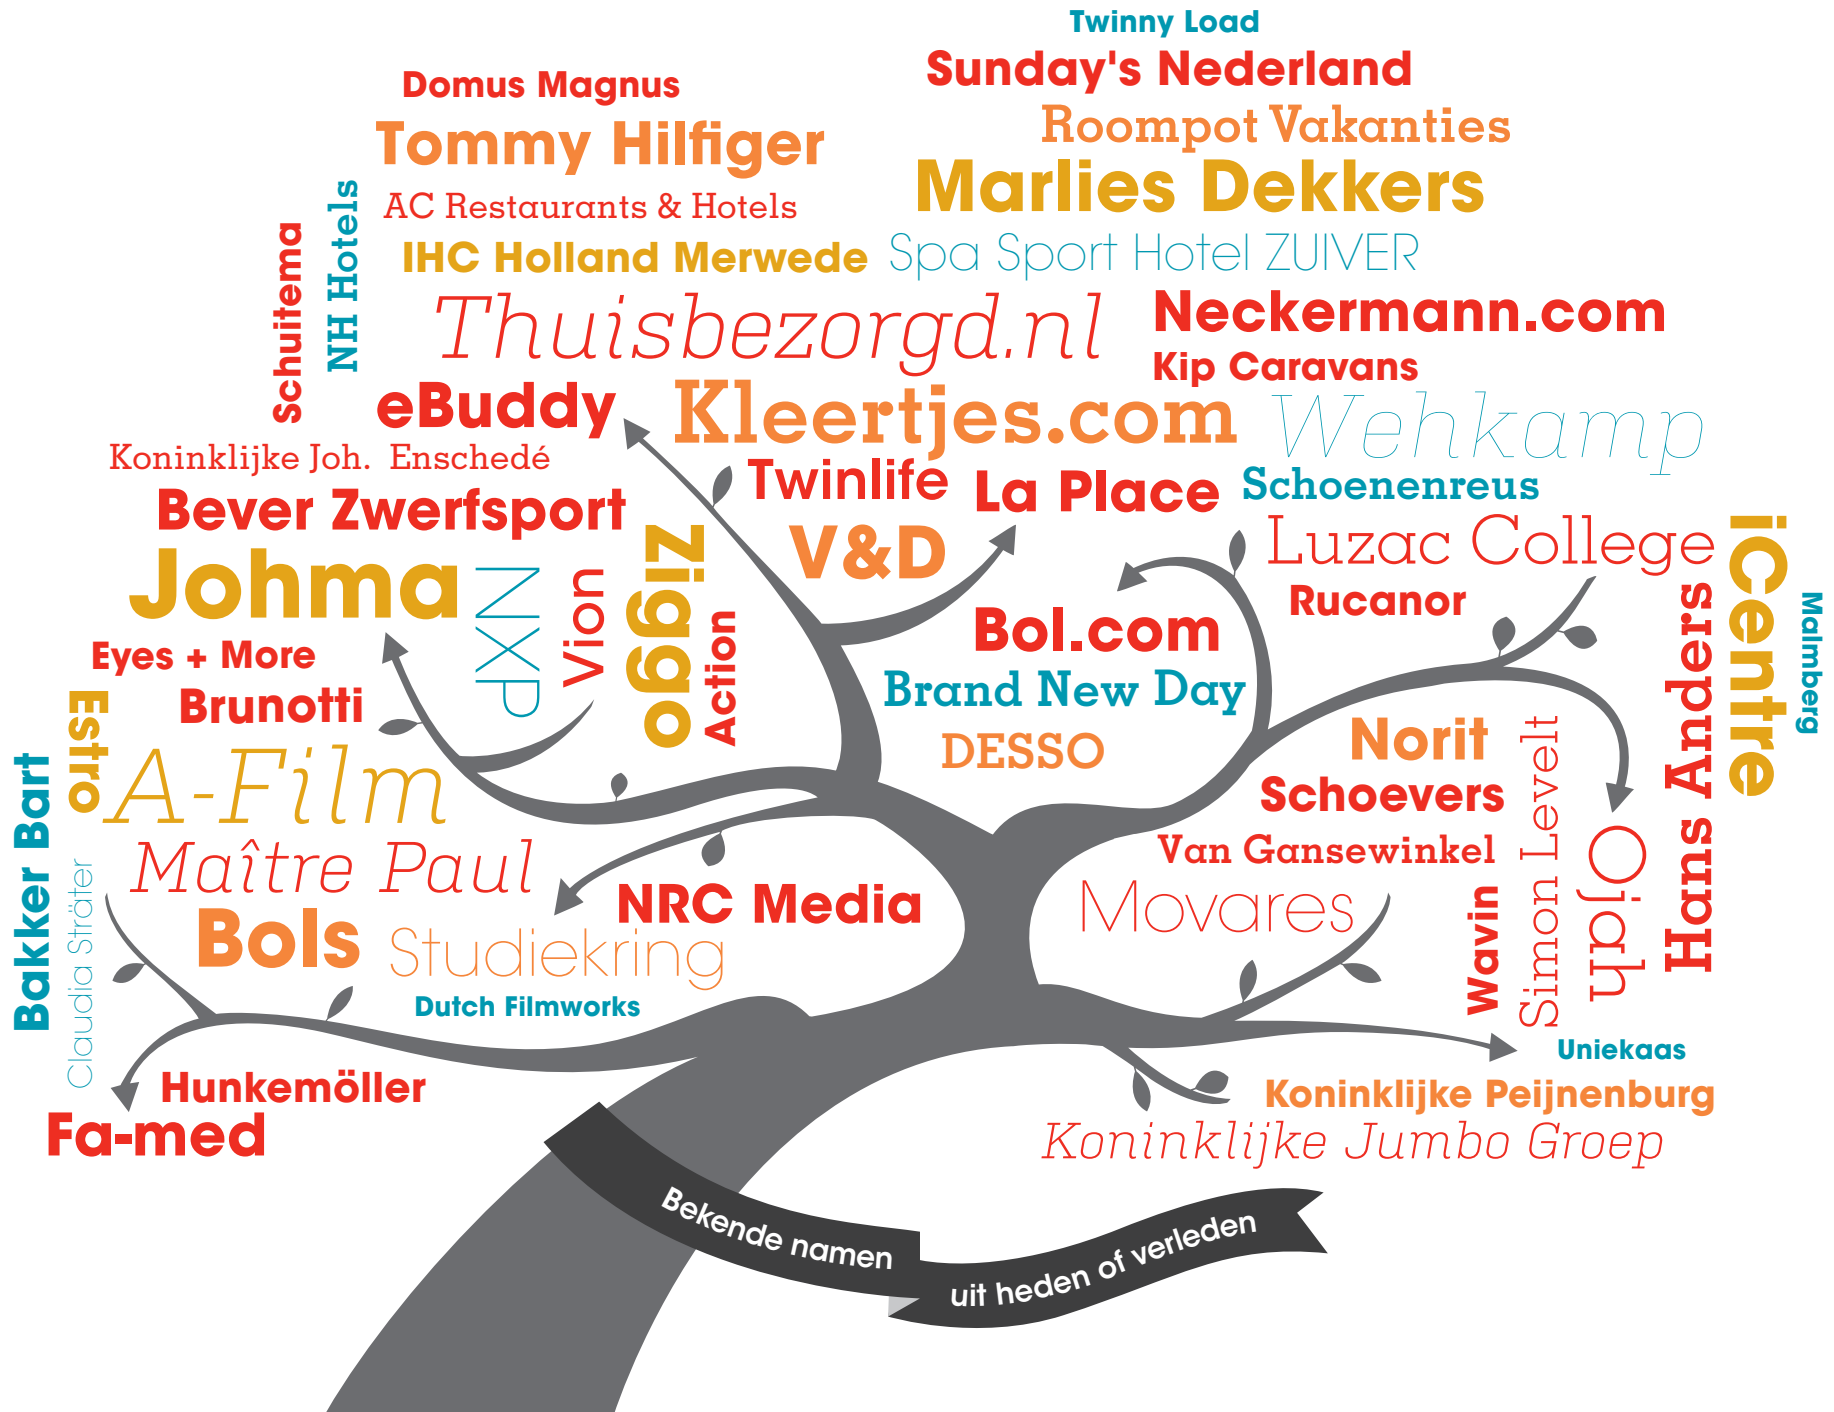 Twinny Load
Sunday's Nederland
Domus Magnus
Roompot Vakanties
Tommy Hilfiger
Marlies Dekkers
AC Restaurants & Hotels
NH Hotels
Schuitema
IHC Holland Merwede
Spa Sport Hotel ZUIVER
Thuisbezorgd.nl
Neckermann.com
Kip Caravans
eBuddy
Kleertjes.com
Wehkamp
Koninklijke Joh. Enschedé
Twinlife
La Place
Schoenenreus
Bever Zwerfsport
V&D
Luzac College
iCentre
Johma
NXP
Vion
Ziggo
Action
Rucanor
Hans Anders
Malmberg
Bol.com
Eyes + More
Brand New Day
Brunotti
Estro
DESSO
Norit
A-Film
Schoevers
Simon Levelt
Ojah
Bakker Bart
Claudia Sträter
Maître Paul
Van Gansewinkel
NRC Media
Movares
Wavin
Bols
Studiekring
Dutch Filmworks
Uniekaas
Hunkemöller
Koninklijke Peijnenburg
Fa-med
Koninklijke Jumbo Groep
Bekende namen
uit heden of verleden